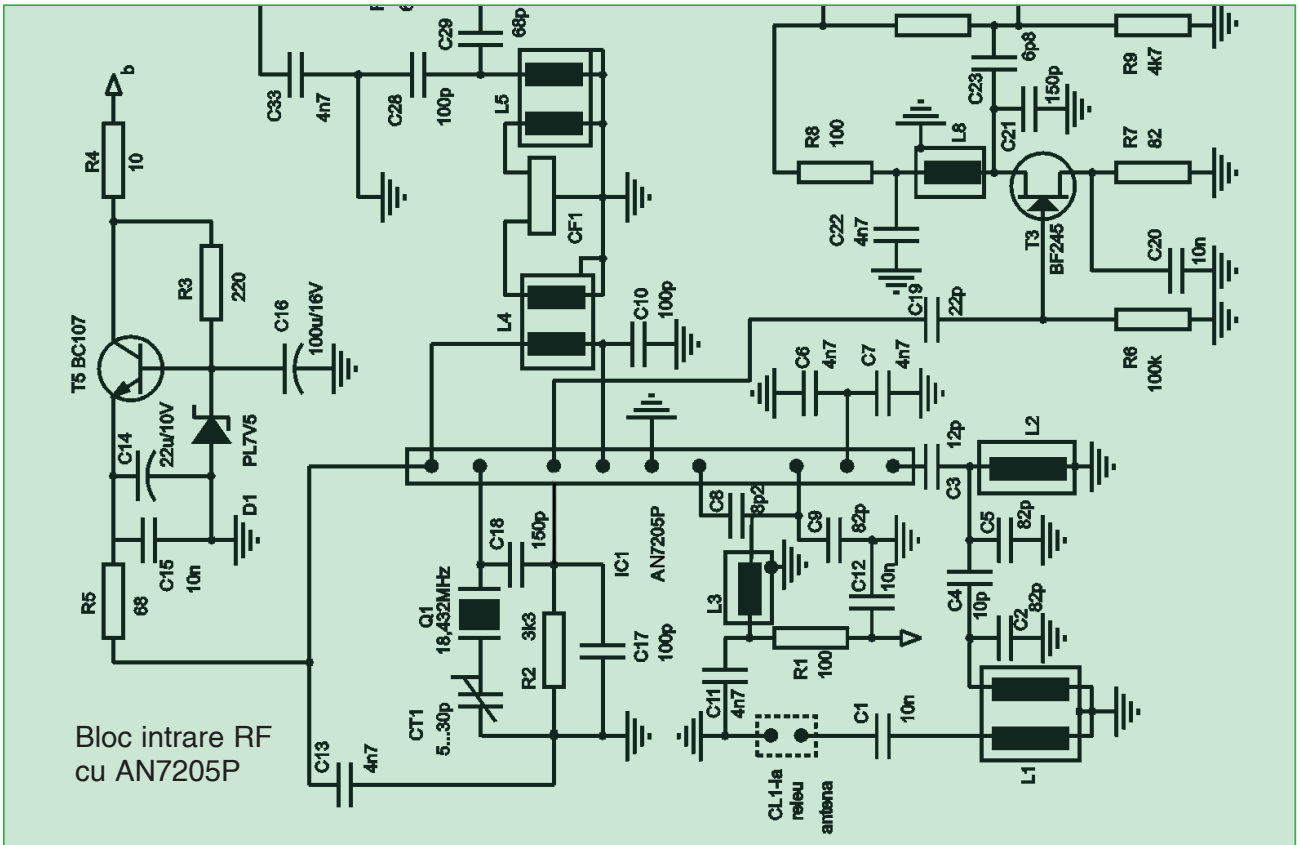 C29
68p
6p8
R9
4k7
b
C33
4n7
C28
100p
L5
C23
150p
R4
10
R8
100
L8
C21
R7
82
CF1
R3
220
C22
4n7
T3
BF245
C20
10n
C16
100u/16V
L4
C10
100p
C19
22p
T5 BC107
C6
4n7
C7
4n7
R6
100k
C14
22u/10V
PL7V5
12p
L2
C3
D1
C18
150p
IC1
AN7205P
C8
8p2
C9
82p
C5
82p
C15
10n
R5
68
Q1
18,432MHz
L3
C12
10n
C4
10p
C2
82p
3k3
R2
C17
100p
R1
100
CT1
5...30p
C11
4n7
C1
10n
Bloc intrare RF
cu AN7205P
C13
4n7
CL1-la
releu
antena
L1